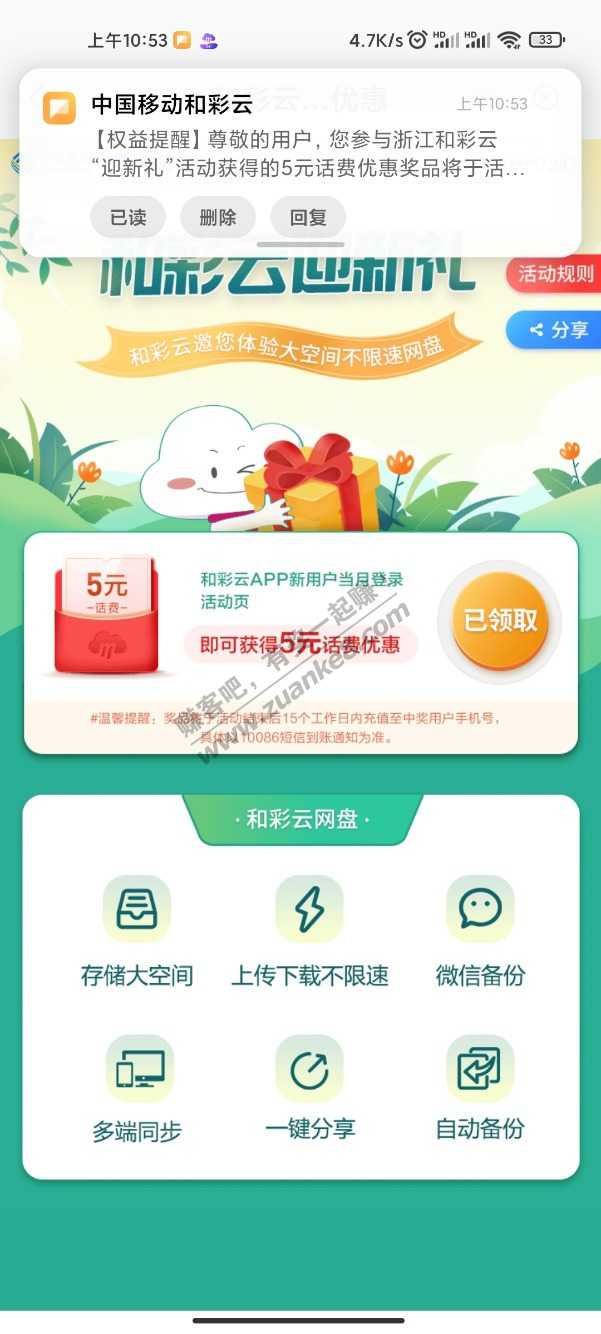 上午10:53
4.7K/s
HD
HD
33
中国移动和彩云
上午10:53
【权益提醒】尊敬的用户，您参与浙江和彩云
“迎新礼”活动获得的5元话费优惠奖品将于活...
已读
删除
回复
和彩云迎新礼
活动规则
分享
和彩云邀您体验大空间不限速网盘
5元
话费
和彩云APP新用户当月登录
活动页
即可获得5元话费优惠
已领取
#温馨提醒：奖品将于活动结束后15个工作日内充值至中奖用户手机号，
具体以10086短信到账通知为准。
赚客吧，有奖一起赚！
www.zuanke8.com
·和彩云网盘·
存储大空间
上传下载不限速
微信备份
多端同步
一键分享
自动备份